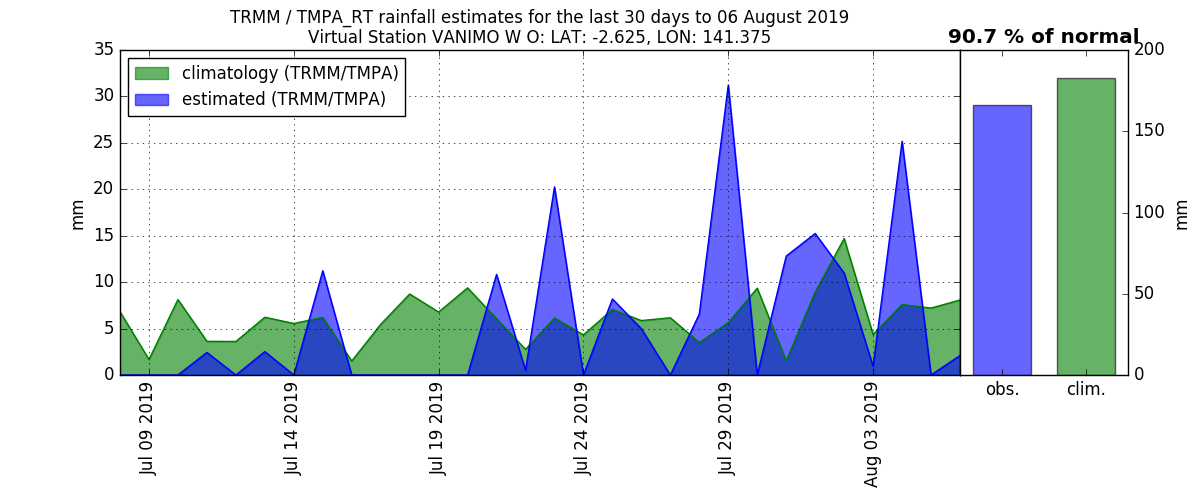 TRMM / TMPA_RT rainfall estimates for the last 30 days to 06 August 2019
Virtual Station VANIMO W O: LAT: -2.625, LON: 141.375
90.7 % of normal
climatology (TRMM/TMPA)
estimated (TRMM/TMPA)
35
30
25
20
15
10
5
0
mm
Jul 09 2019
Jul 14 2019
Jul 19 2019
Jul 24 2019
Jul 29 2019
Aug 03 2019
200
150
100
50
0
mm
obs.
clim.